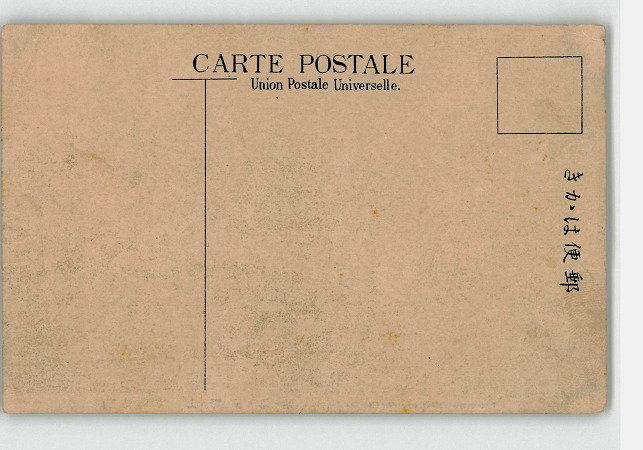 CARTE POSTALE
Union Postale Universelle.
きかは便郵